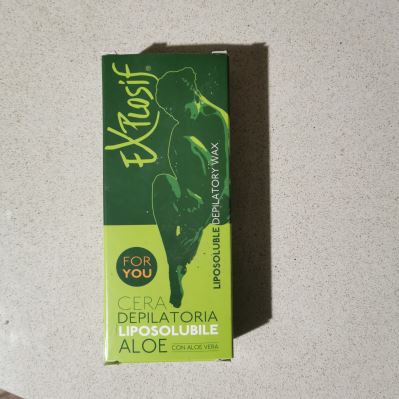 EXPLOSIF®
LIPOSOLUBLE DEPILATORY WAX
FOR
YOU
CERA
DEPILATORIA
LIPOSOLUBILE
ALOE CON ALOE VERA